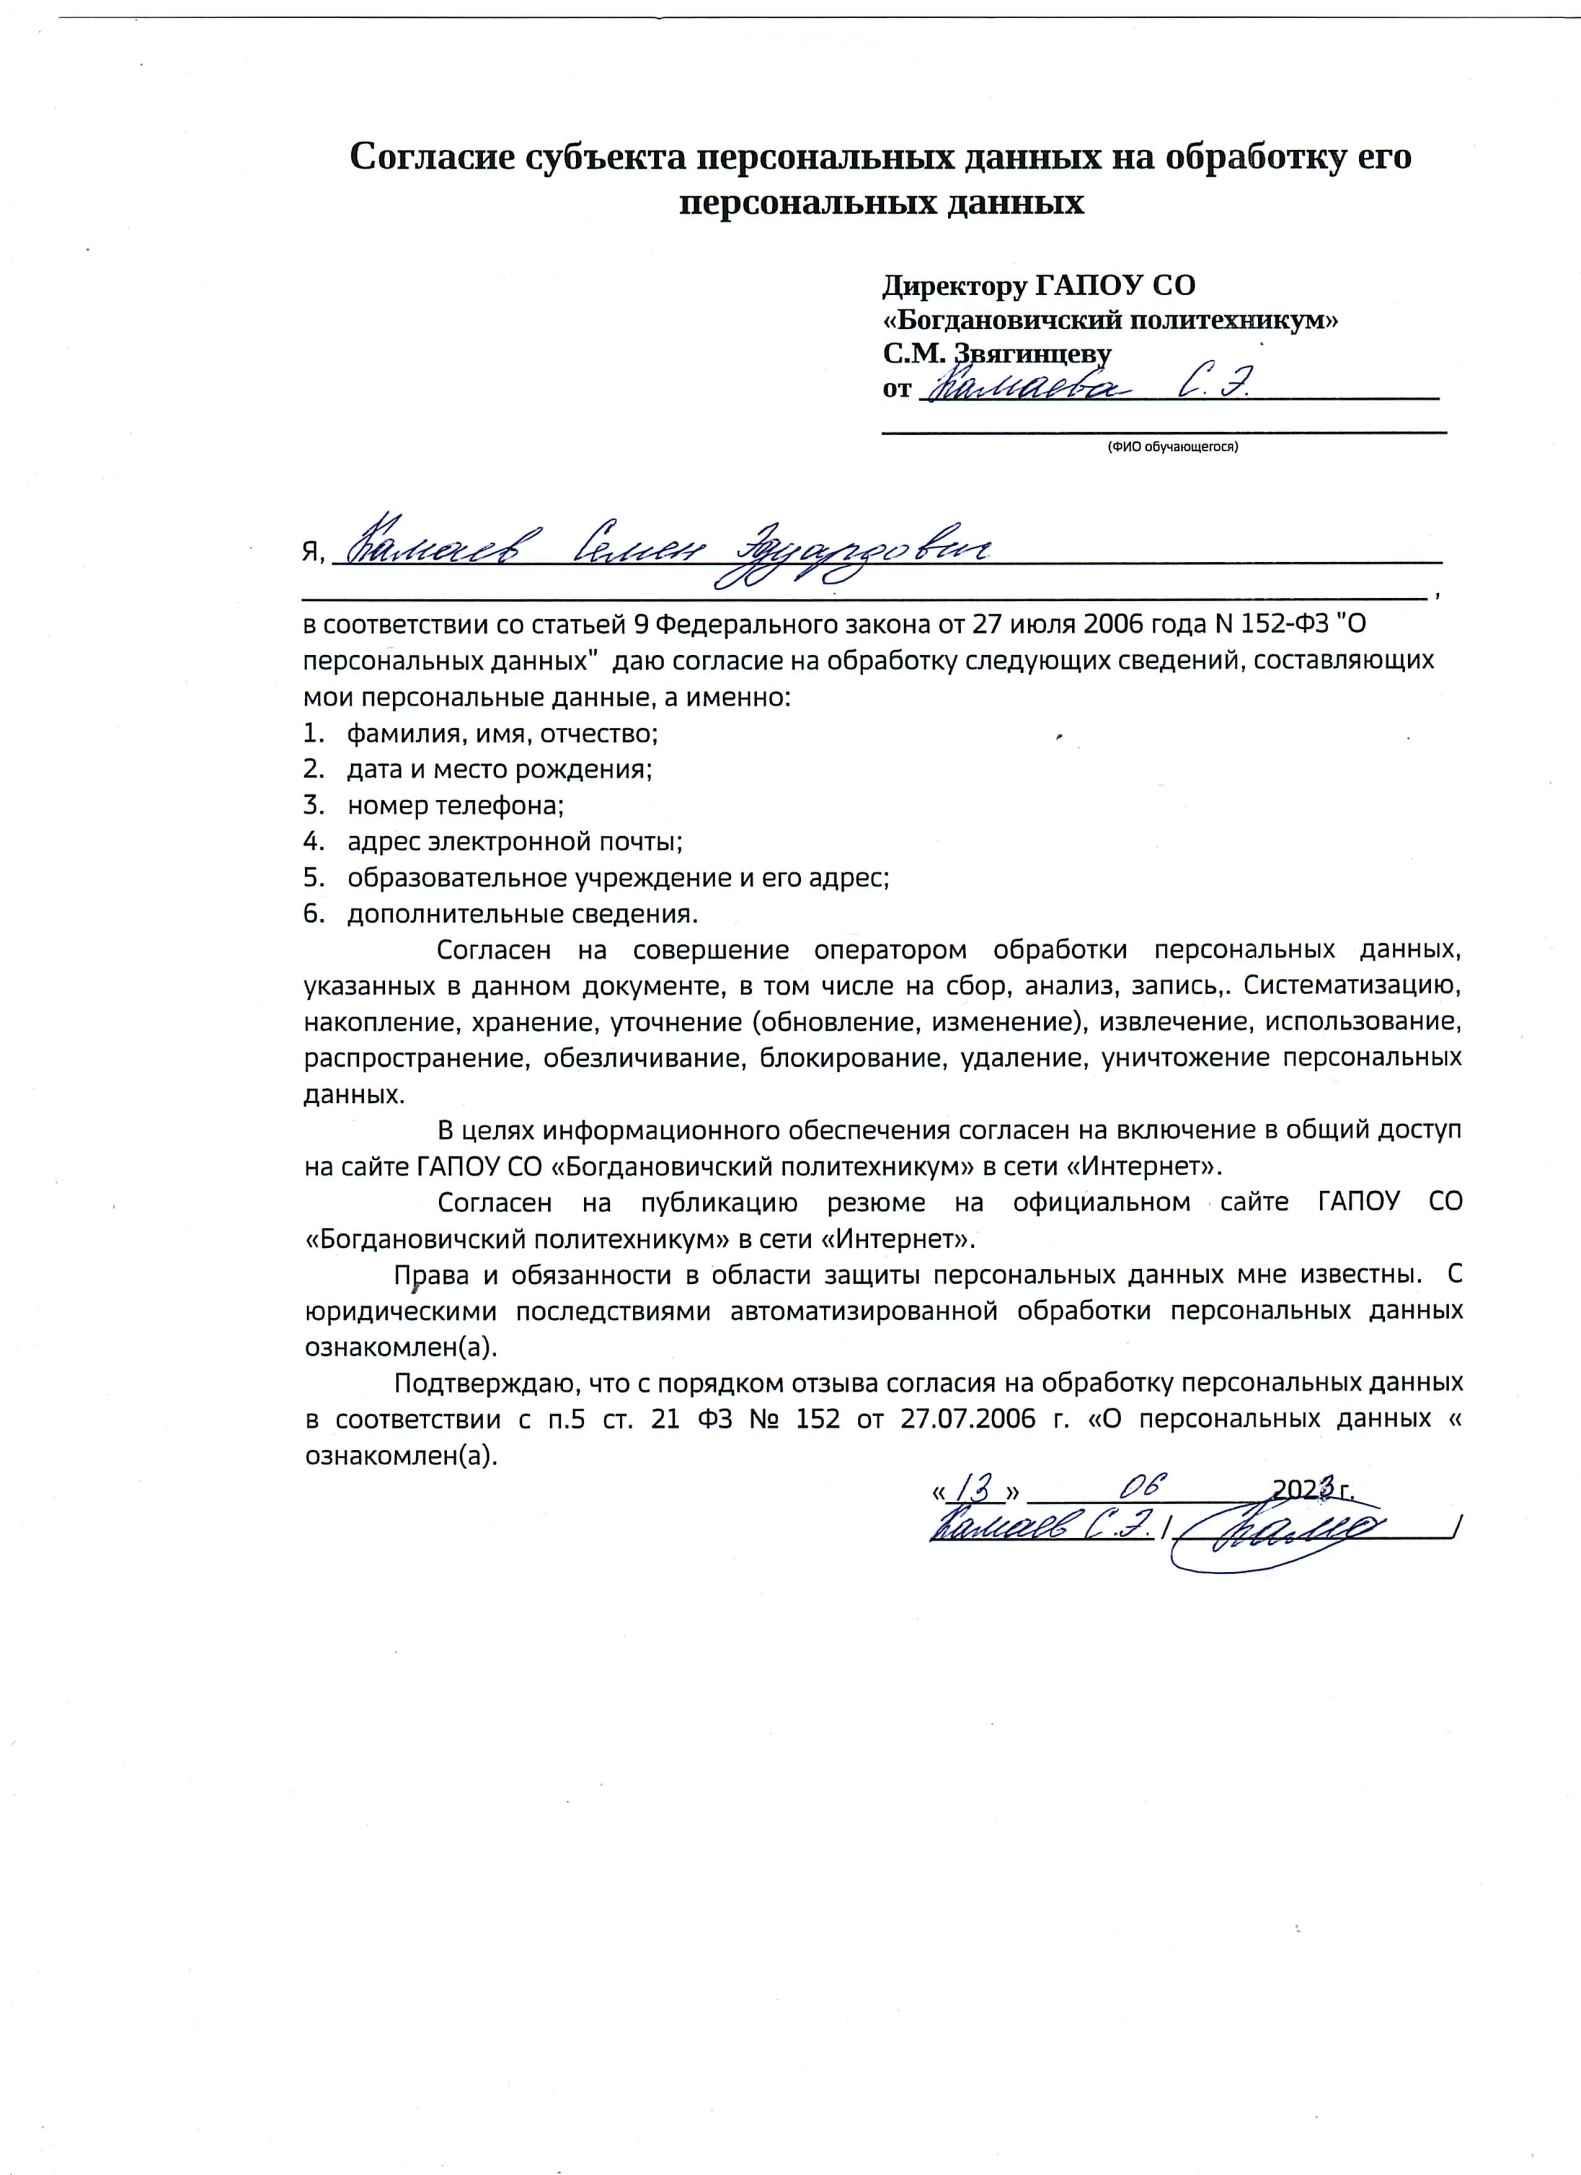 Согласие субъекта персональных данных на обработку его
персональных данных
Директору ГАПОУ СО
«Богдановичский политехникум»
С.М. Звягинцеву
от Камаева С. Э.
(ФИО обучающегося)
Я, Камаев Семен Эдуардович
,
в соответствии со статьей 9 Федерального закона от 27 июля 2006 года N 152-ФЗ "О
персональных данных" даю согласие на обработку следующих сведений, составляющих
мои персональные данные, а именно:
1. фамилия, имя, отчество;
2. дата и место рождения;
3. номер телефона;
4. адрес электронной почты;
5. образовательное учреждение и его адрес;
6. дополнительные сведения.
Согласен на совершение оператором обработки персональных данных,
указанных в данном документе, в том числе на сбор, анализ, запись,. Систематизацию,
накопление, хранение, уточнение (обновление, изменение), извлечение, использование,
распространение, обезличивание, блокирование, удаление, уничтожение персональных
данных.
В целях информационного обеспечения согласен на включение в общий доступ
на сайте ГАПОУ СО «Богдановичский политехникум» в сети «Интернет».
Согласен на публикацию резюме на официальном сайте ГАПОУ СО
«Богдановичский политехникум» в сети «Интернет».
Права и обязанности в области защиты персональных данных мне известны. С
юридическими последствиями автоматизированной обработки персональных данных
ознакомлен(а).
Подтверждаю, что с порядком отзыва согласия на обработку персональных данных
в соответствии с п.5 ст. 21 ФЗ № 152 от 27.07.2006 г. «О персональных данных «
ознакомлен(а).
«13» 06 2023 г.
Камаев С.Э. / Кама /